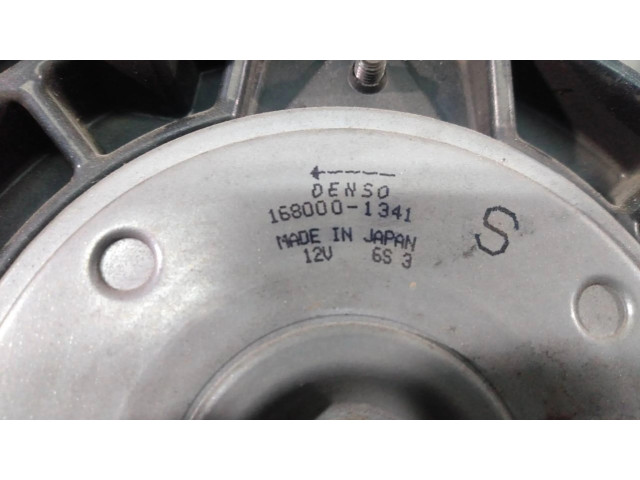 DENSO
168000-1341
S
MADE IN JAPAN
12V 6S 3